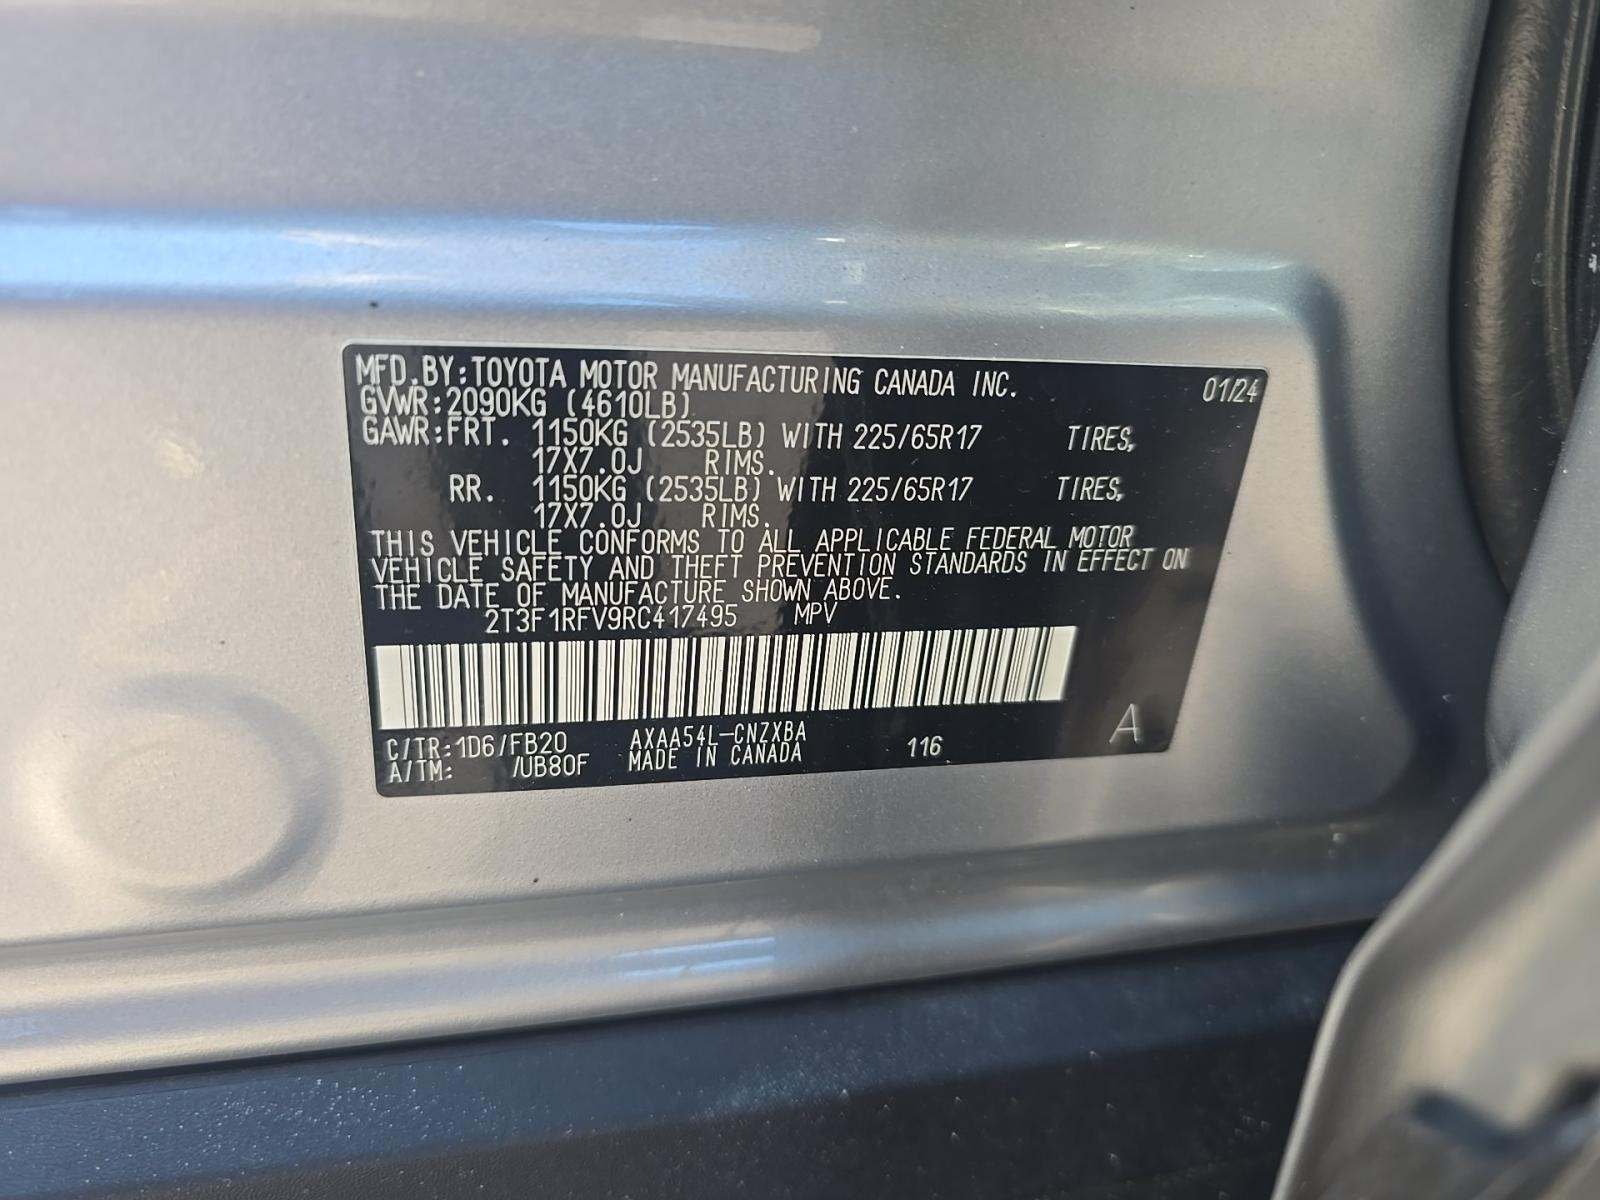 MFD.BY:TOYOTA MOTOR MANUFACTURING CANADA INC. 01/24
GVWR:2090KG (4610LB)
GAWR:FRT. 1150KG (2535LB) WITH 225/65R17 TIRES,
17X7.0J RIMS.
RR. 1150KG (2535LB) WITH 225/65R17 TIRES,
17X7.0J RIMS.
THIS VEHICLE CONFORMS TO ALL APPLICABLE FEDERAL MOTOR
VEHICLE SAFETY AND THEFT PREVENTION STANDARDS IN EFFECT ON
THE DATE OF MANUFACTURE SHOWN ABOVE.
2T3F1RFV9RC417495 MPV
C/TR:1D6/FB20 AXAA54L-CNZXBA 116 A
A/TM: /UB80F MADE IN CANADA